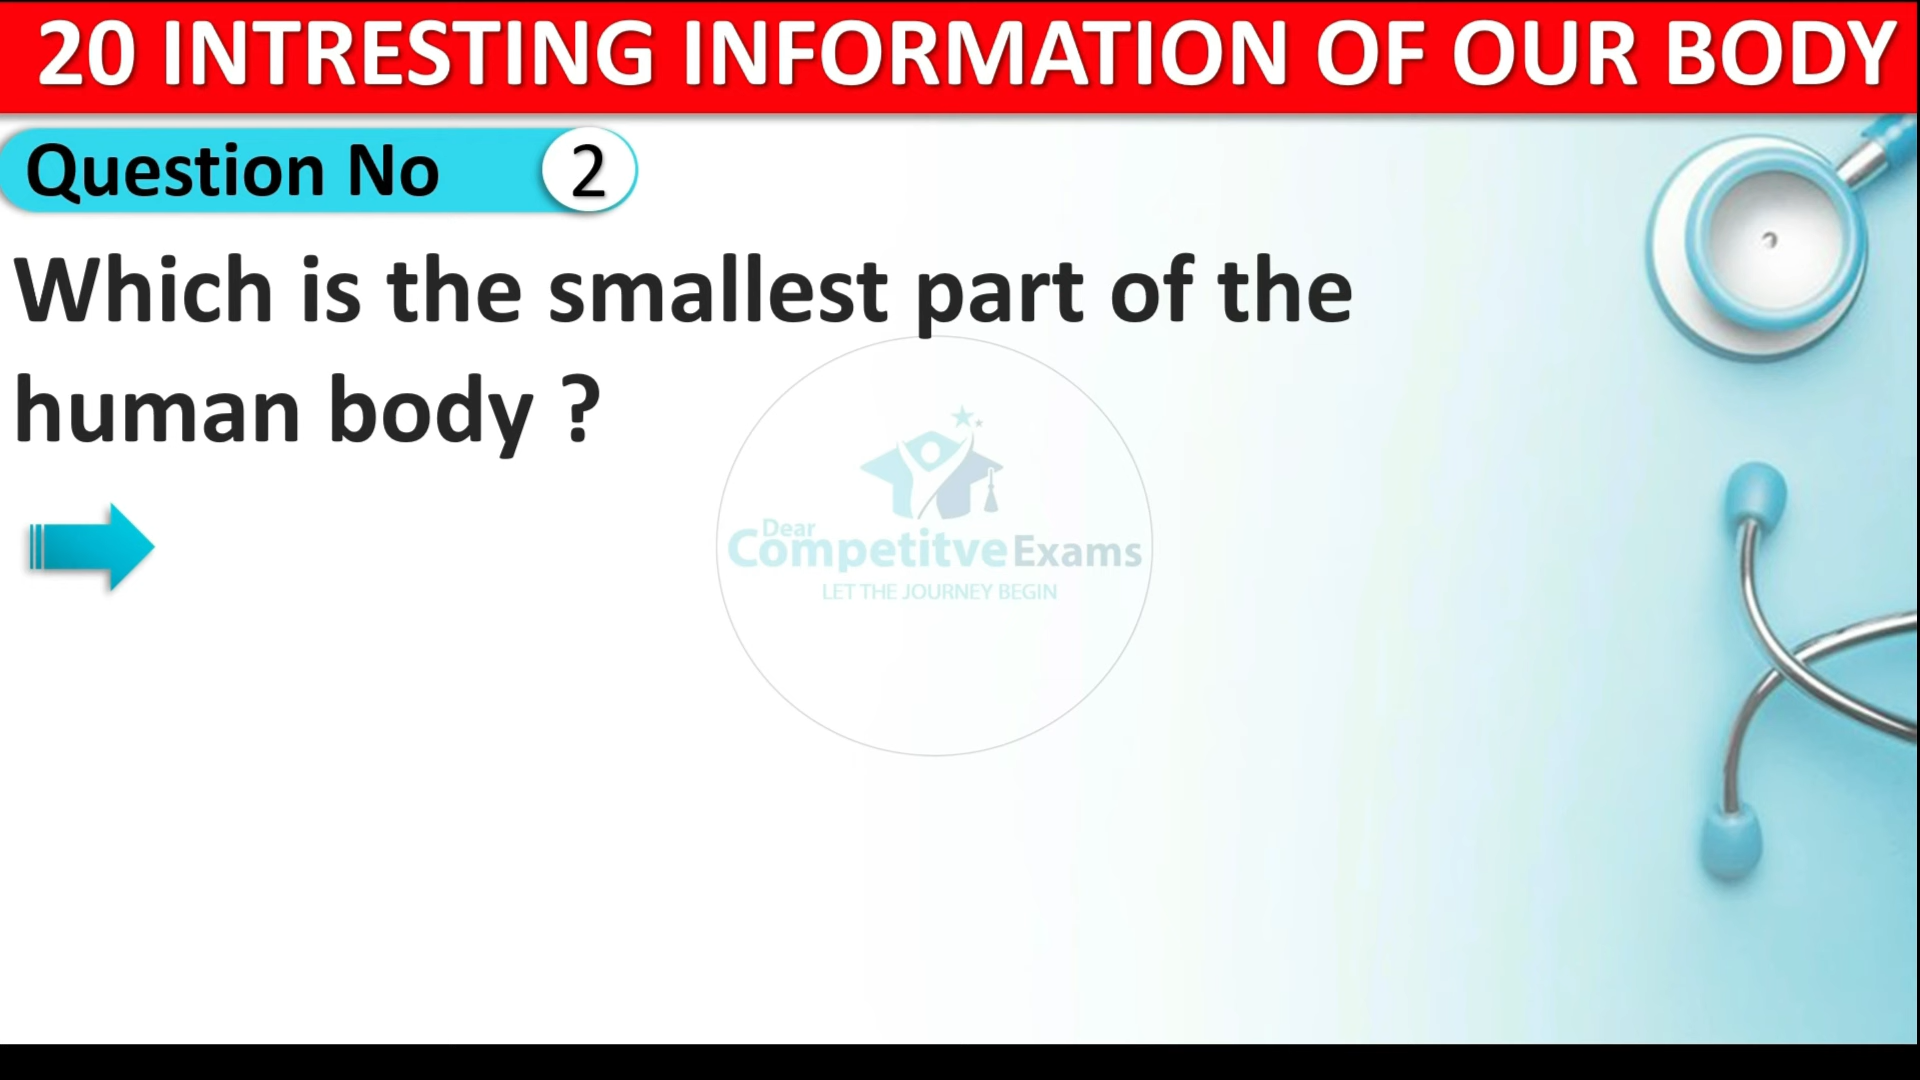 20 INTRESTING INFORMATION OF OUR BODY
Question No 2
Which is the smallest part of the
human body ?
Dear
Competitve Exams
LET THE JOURNEY BEGIN